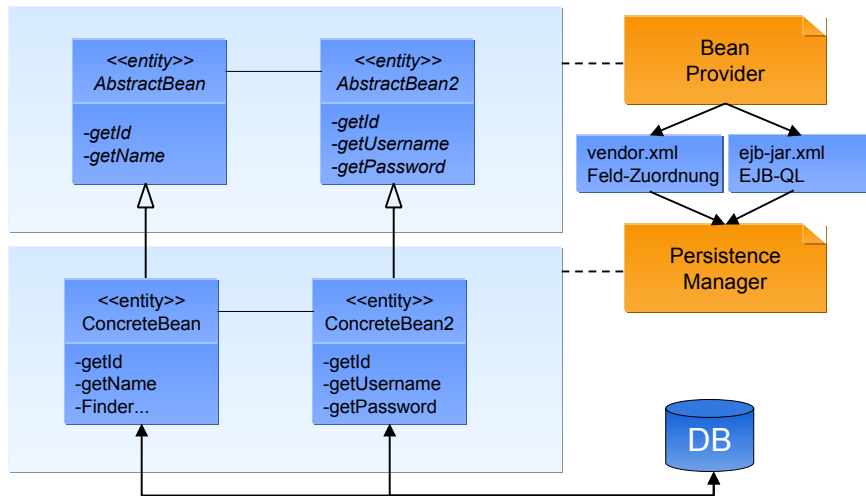 <<entity>>
AbstractBean
-getId
-getName
<<entity>>
AbstractBean2
-getId
-getUsername
-getPassword
Bean
Provider
vendor.xml
Feld-Zuordnung
ejb-jar.xml
EJB-QL
Persistence
Manager
<<entity>>
ConcreteBean
-getId
-getName
-Finder...
<<entity>>
ConcreteBean2
-getId
-getUsername
-getPassword
DB